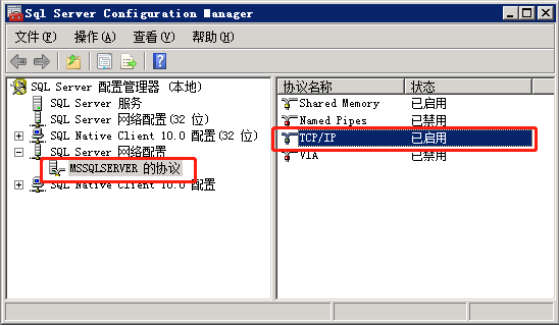 Sql Server Configuration Manager
文件(F) 操作(A) 查看(V) 帮助(H)
SQL Server 配置管理器 (本地)
SQL Server 服务
SQL Server 网络配置(32 位)
SQL Native Client 10.0 配置(32 位)
SQL Server 网络配置
MSSQLSERVER 的协议
SQL Native Client 10.0 配置
协议名称 状态
Shared Memory 已启用
Named Pipes 已禁用
TCP/IP 已启用
VIA 已禁用